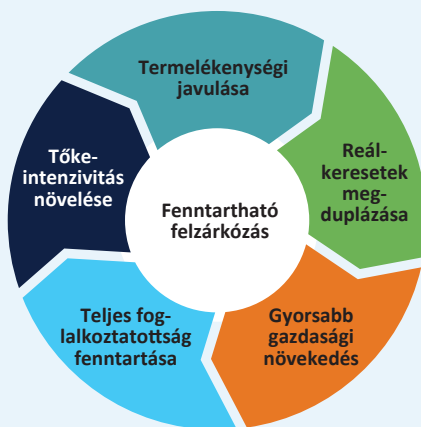 Termelékenységi
javulása
Reál-
keresetek
meg-
duplázása
Gyorsabb
gazdasági
növekedés
Teljes fog-
lalkoztatottság
fenntartása
Tőke-
intenzivitás
növelése
Fenntartható
felzárkózás